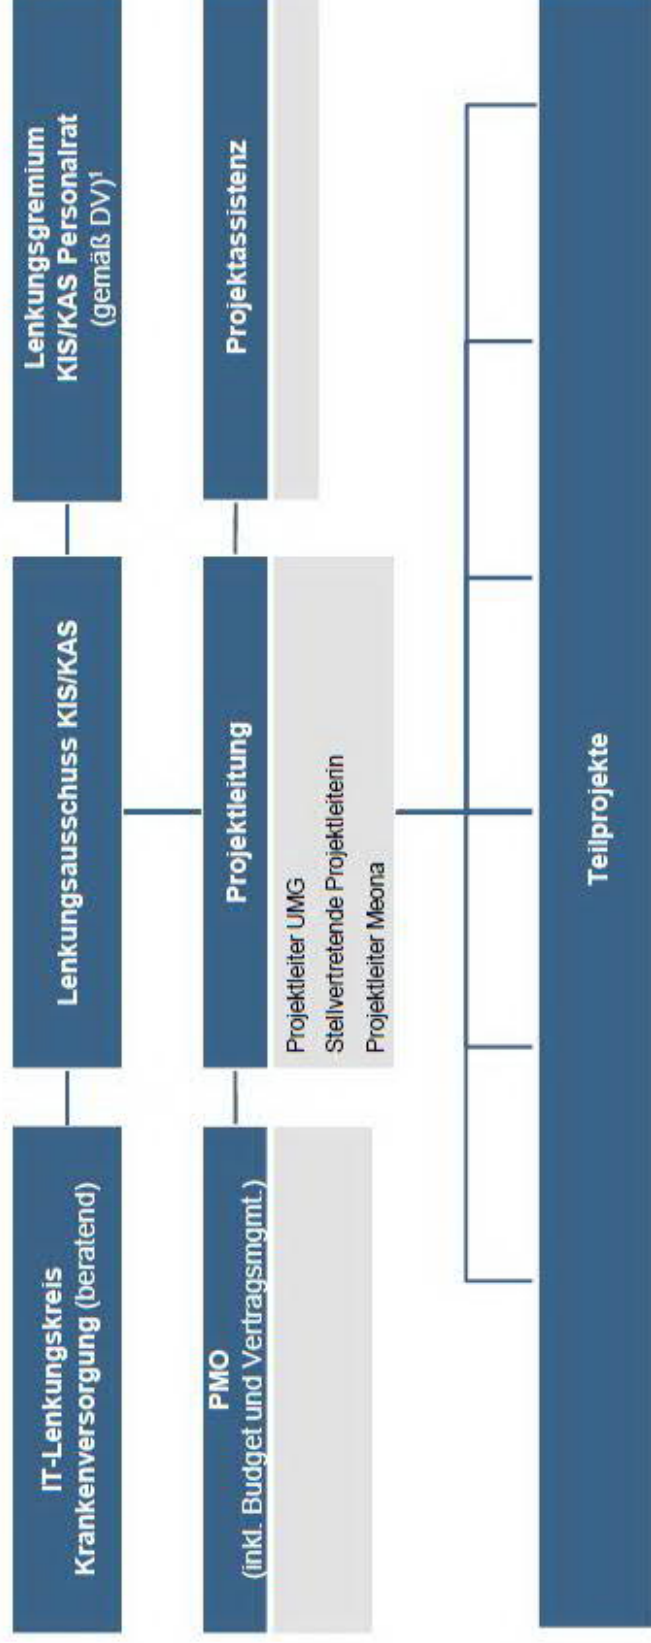 IT-Lenkungskreis
Krankenversorgung (beratend)
Lenkungsausschuss KIS/KAS
Lenkungsgremium
KIS/KAS Personalrat
(gemäß DV)¹
PMO
(inkl. Budget und Vertragsmgmt.)
Projektleitung
Projektleiter UMG
Stellvertretende Projektleiterin
Projektleiter Meona
Projektassistenz
Teilprojekte